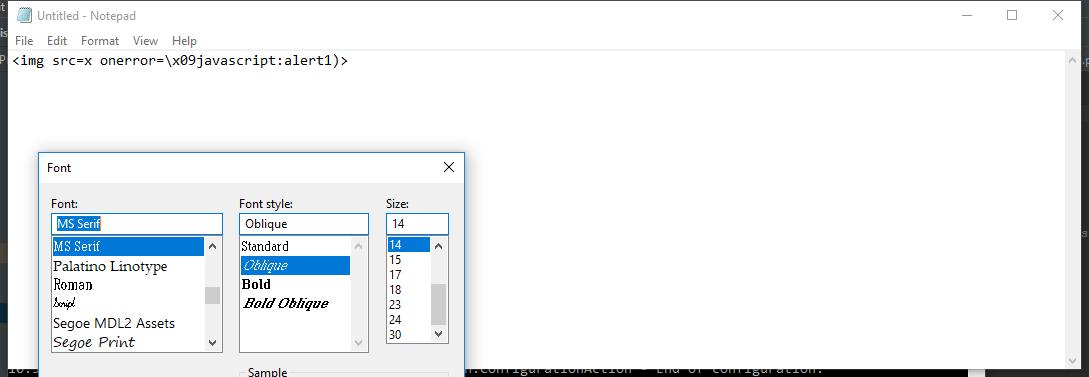 Untitled - Notepad
File Edit Format View Help
<img src=x onerror=\x09javascript:alert1)>
Font
Font: Font style: Size:
MS Serif Oblique 14
MS Serif Standard 14
Palatino Linotype Oblique 15
Roman Bold 17
Script Bold Oblique 18
Segoe MDL2 Assets 23
Segoe Print 24
30
Sample
.ConfigurationAction - End of configuration.